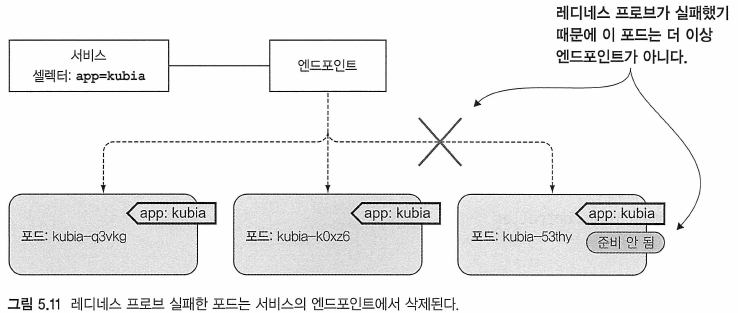 레디네스 프로브가 실패했기
때문에 이 포드는 더 이상
엔드포인트가 아니다.
서비스
셀렉터: app=kubia
엔드포인트
app: kubia
포드: kubia-q3vkg
app: kubia
포드: kubia-k0xz6
app: kubia
포드: kubia-53thy
준비 안 됨
그림 5.11 레디네스 프로브 실패한 포드는 서비스의 엔드포인트에서 삭제된다.